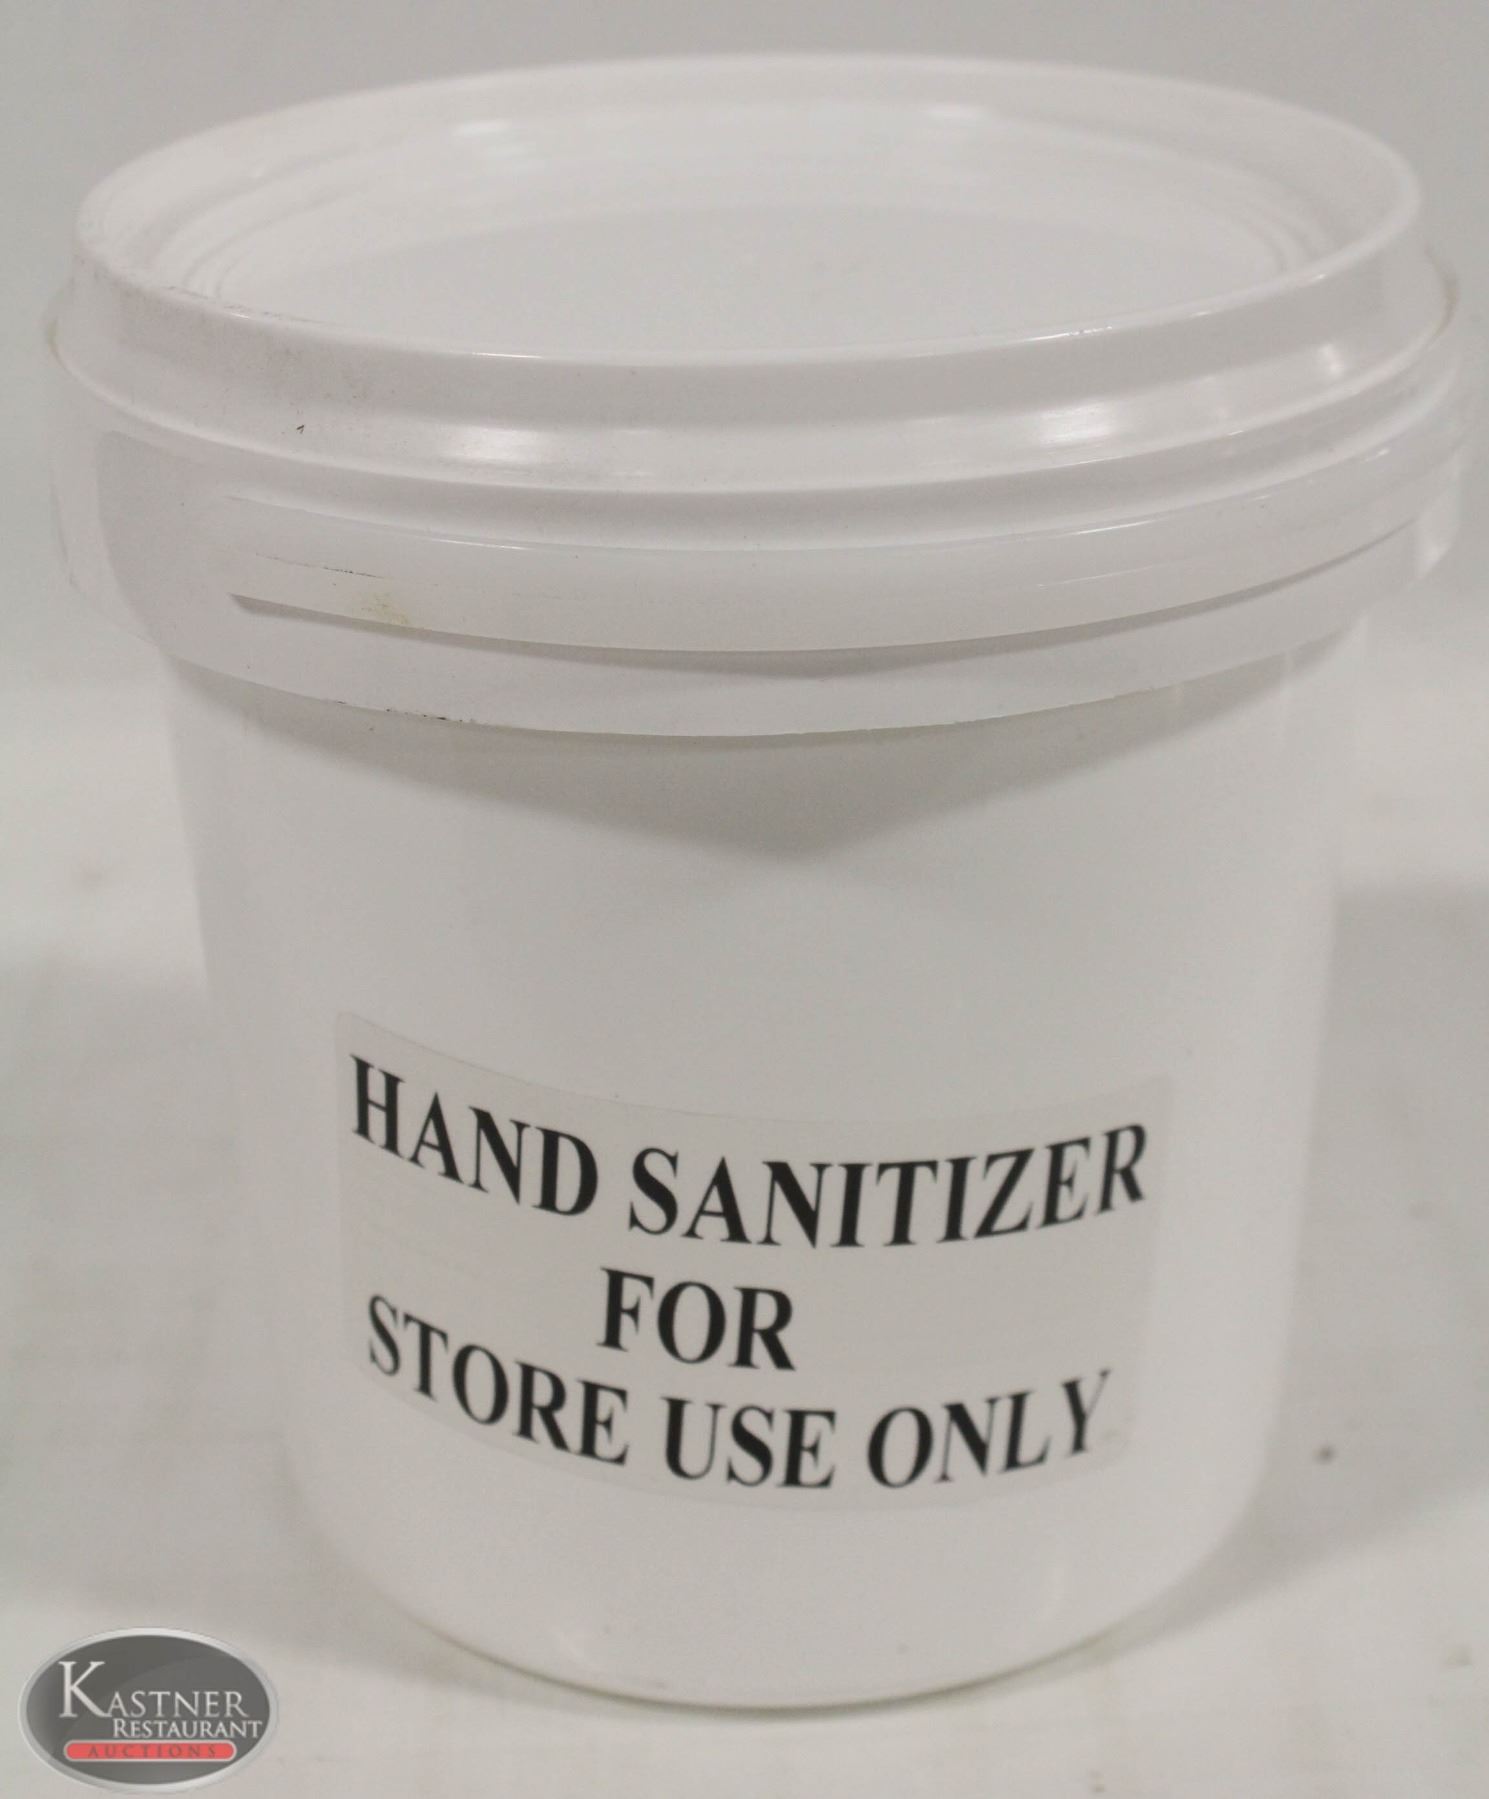 HAND SANITIZER
FOR
STORE USE ONLY
KASTNER
RESTAURANT
AUCTIONS